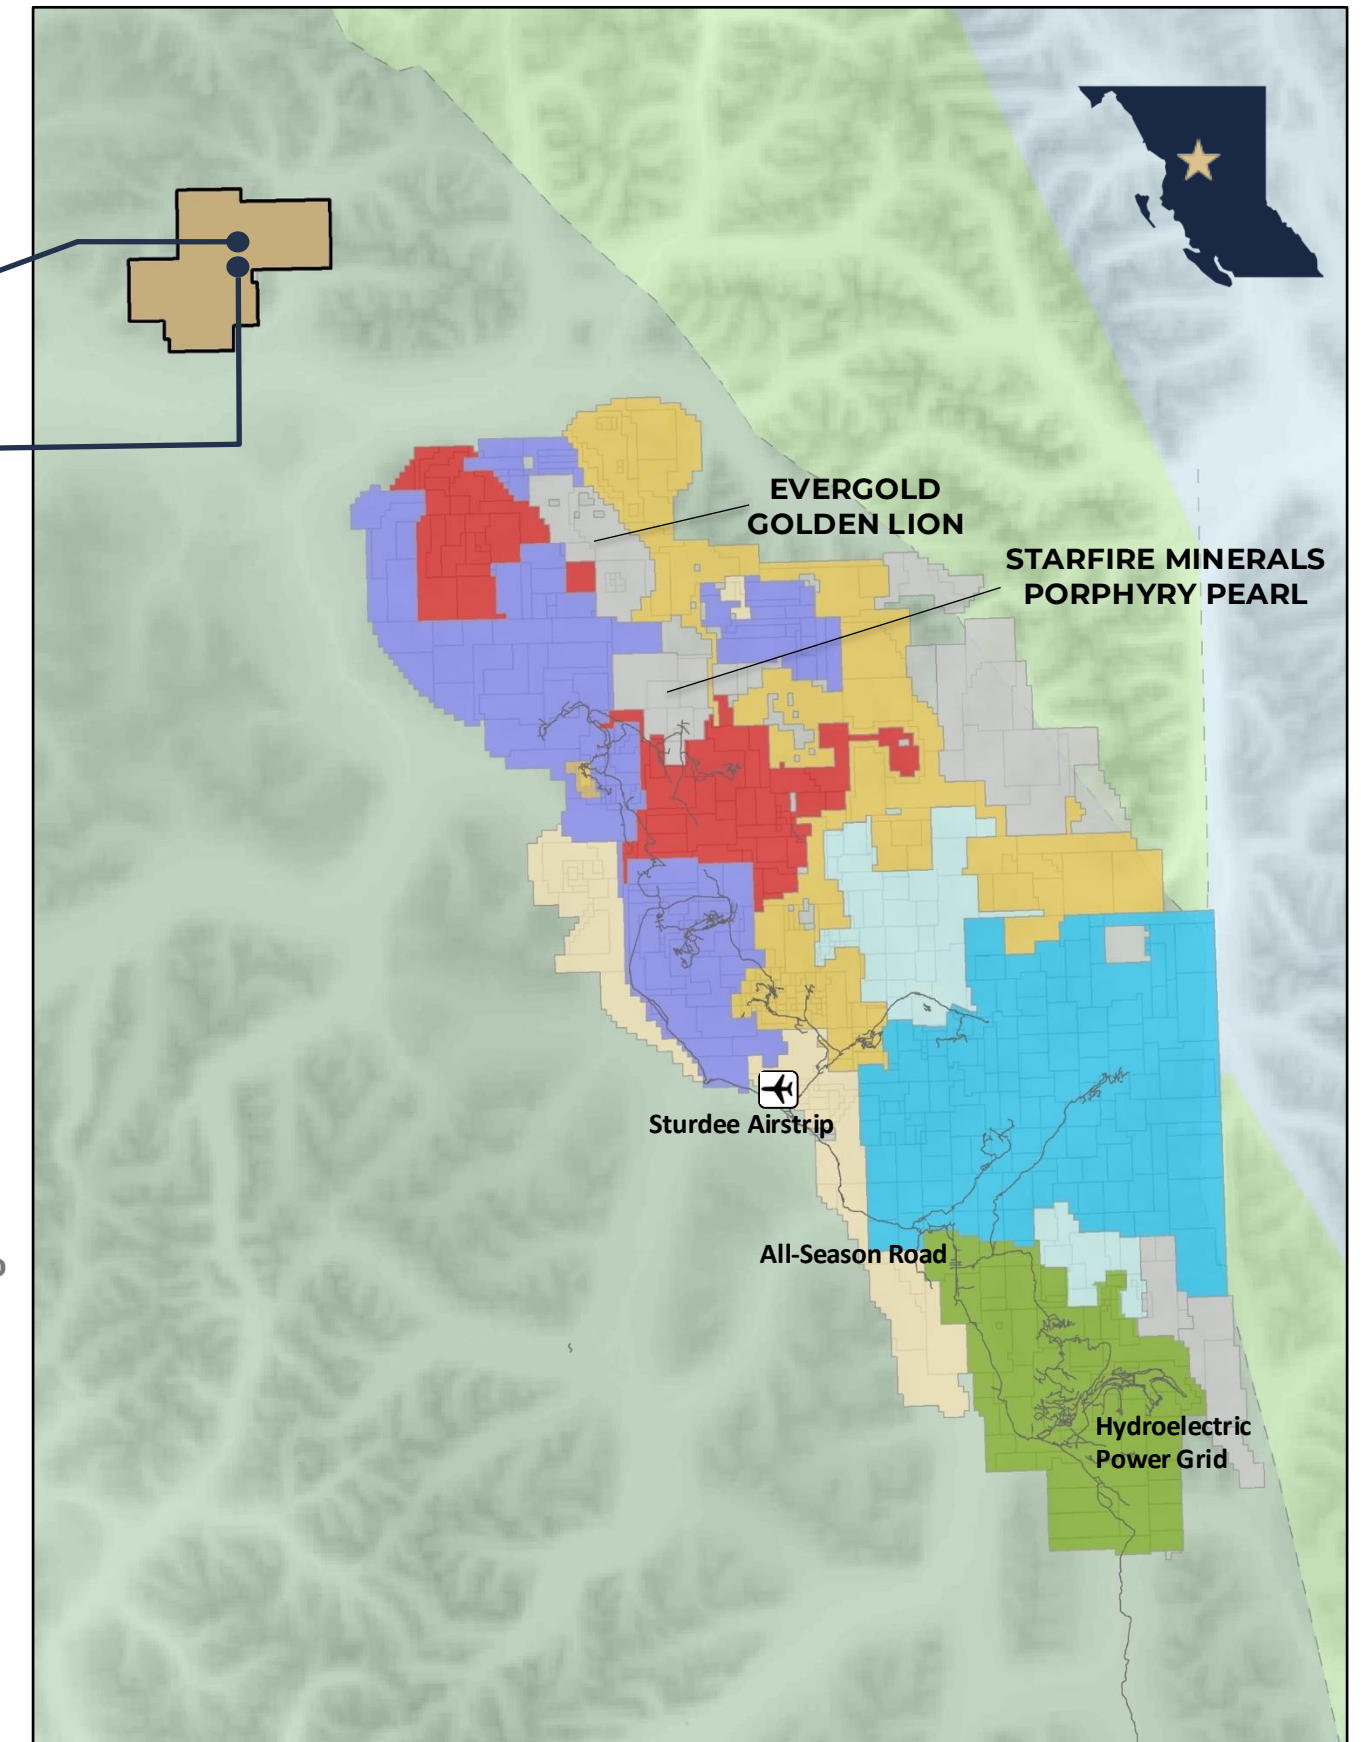 EVERGOLD
GOLDEN LION
STARFIRE MINERALS
PORPHYRY PEARL
Sturdee Airstrip
All-Season Road
Hydroelectric
Power Grid